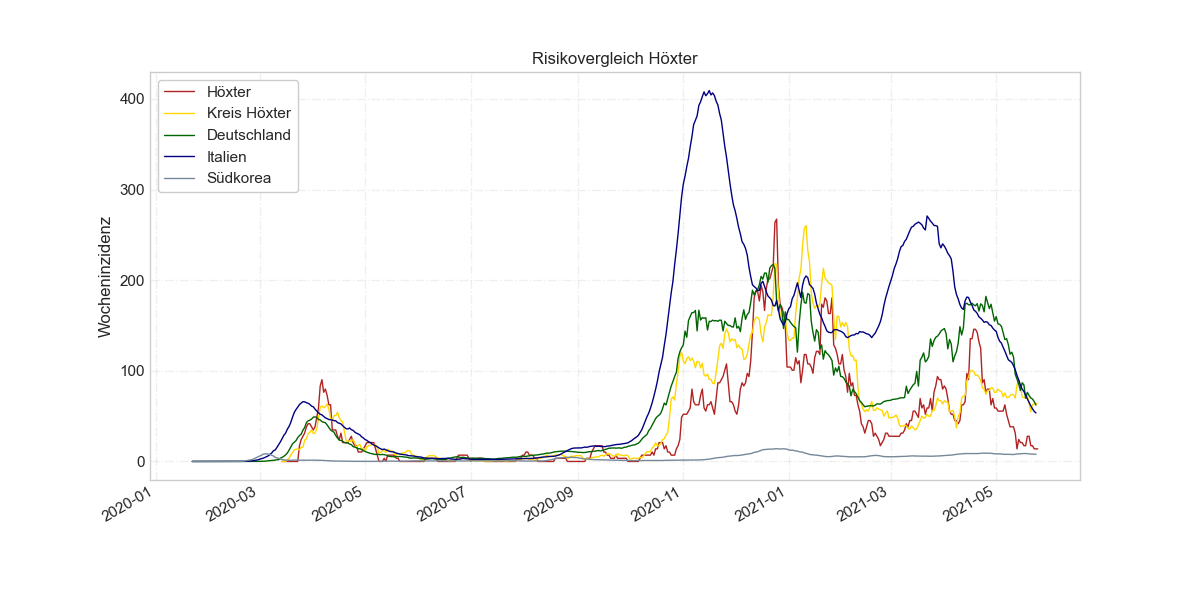 Risikovergleich Höxter
Höxter
Kreis Höxter
Deutschland
Italien
Südkorea
Wocheninzidenz
400
300
200
100
0
2020-01
2020-03
2020-05
2020-07
2020-09
2020-11
2021-01
2021-03
2021-05